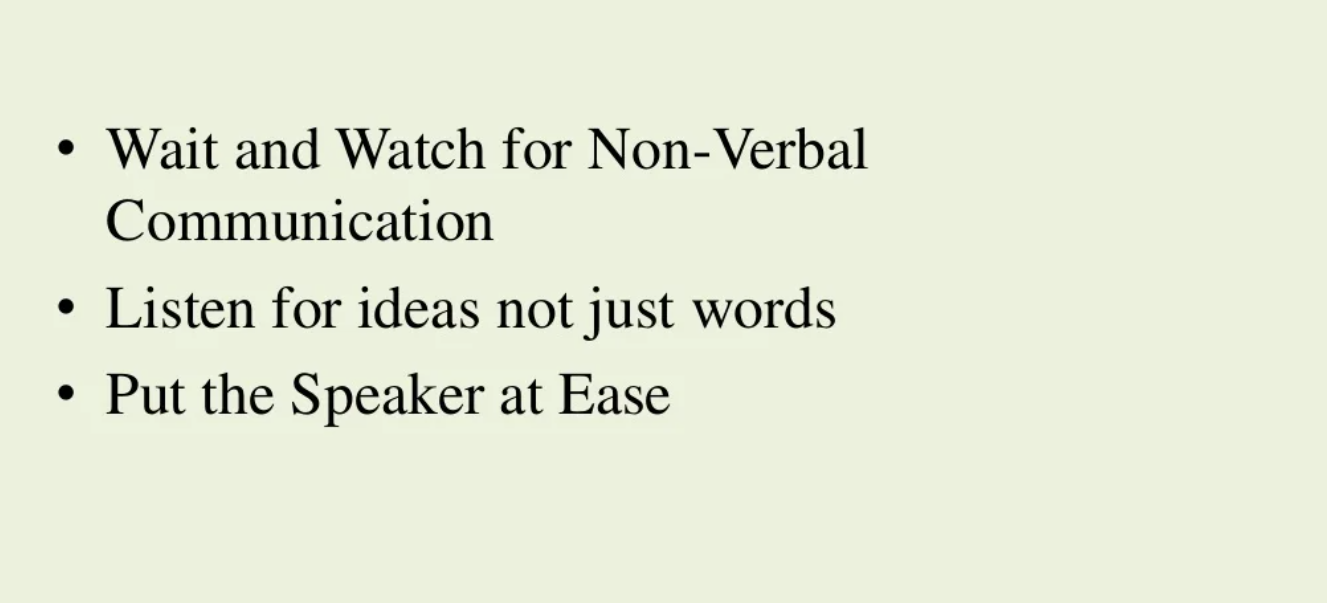 • Wait and Watch for Non-Verbal
Communication
• Listen for ideas not just words
• Put the Speaker at Ease